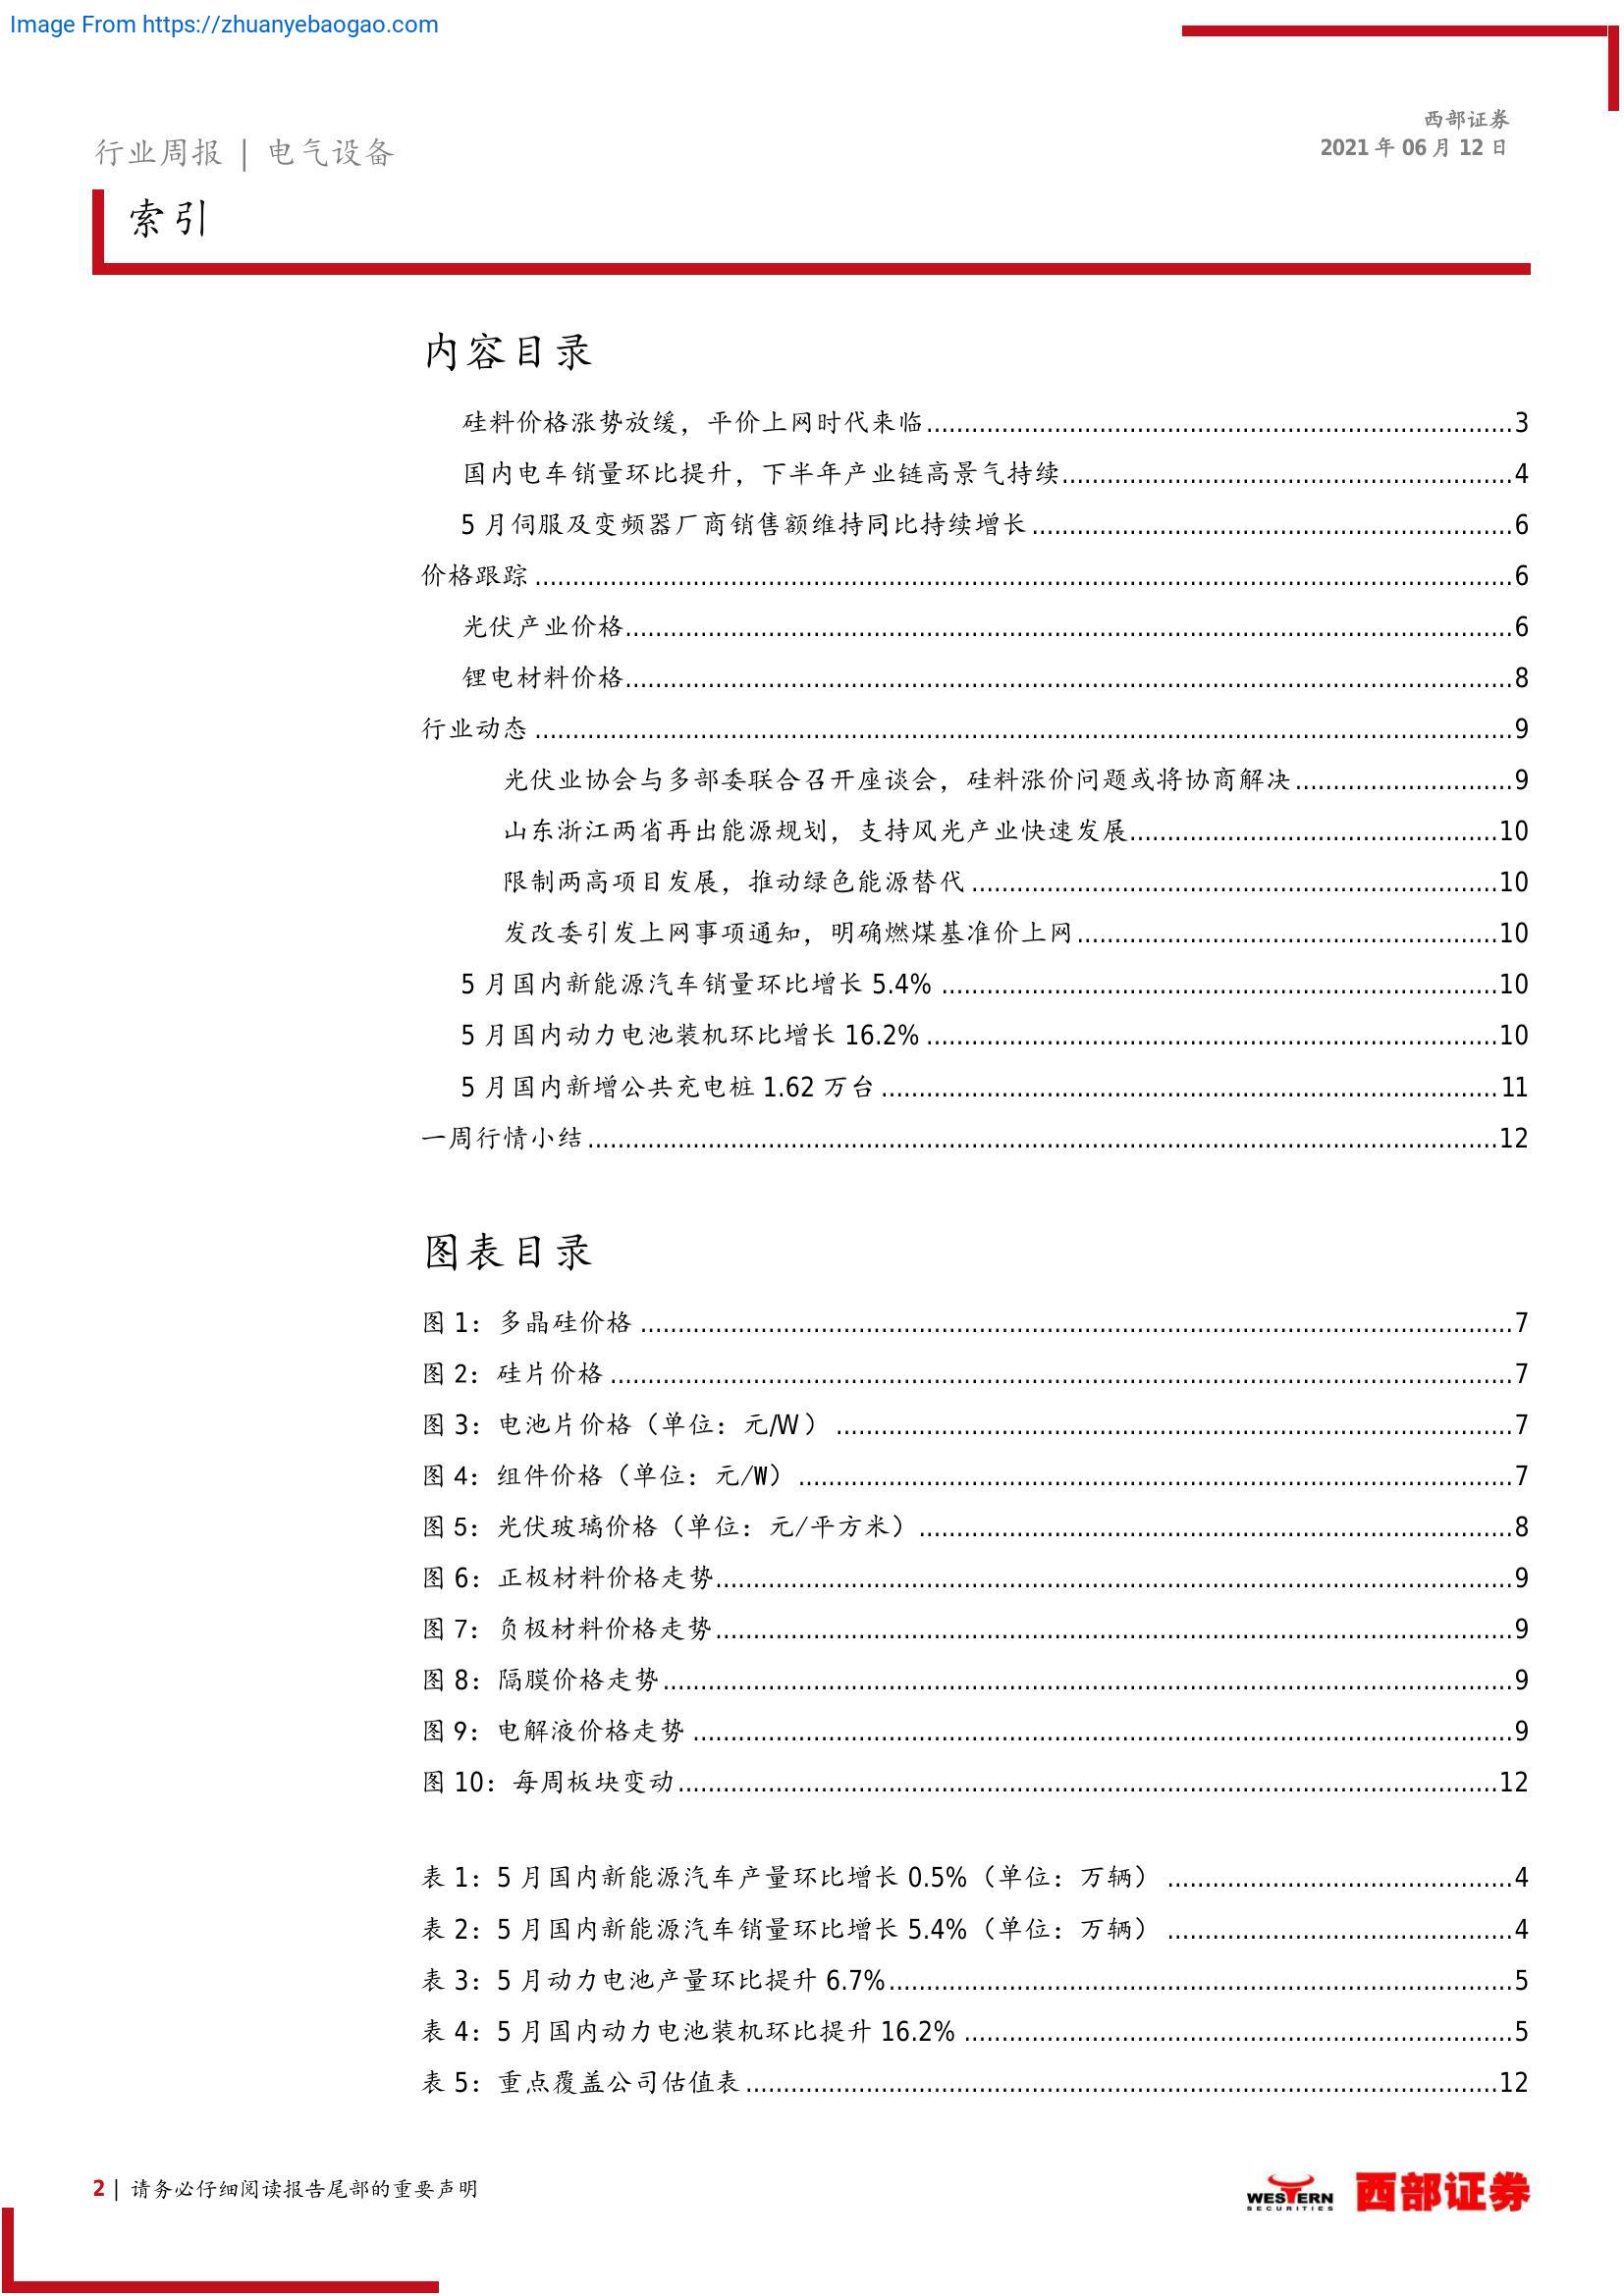 Image From https://zhuanyebaogao.com
西部证券
2021 年 06 月 12 日
行业周报 | 电气设备
索引
内容目录
硅料价格涨势放缓，平价上网时代来临........................................3
国内电车销量环比提升，下半年产业链高景气持续........................................4
5 月伺服及变频器厂商销售额维持同比持续增长........................................6
价格跟踪........................................6
光伏产业价格........................................6
锂电材料价格........................................8
行业动态........................................9
光伏业协会与多部委联合召开座谈会，硅料涨价问题或将协商解决........................................9
山东浙江两省再出能源规划，支持风光产业快速发展........................................10
限制两高项目发展，推动绿色能源替代........................................10
发改委引发上网事项通知，明确燃煤基准价上网........................................10
5 月国内新能源汽车销量环比增长 5.4%........................................10
5 月国内动力电池装机环比增长 16.2%........................................10
5 月国内新增公共充电桩 1.62 万台........................................11
一周行情小结........................................12
图表目录
图 1：多晶硅价格........................................7
图 2：硅片价格........................................7
图 3：电池片价格（单位：元/W）........................................7
图 4：组件价格（单位：元/W）........................................7
图 5：光伏玻璃价格（单位：元/平方米）........................................8
图 6：正极材料价格走势........................................9
图 7：负极材料价格走势........................................9
图 8：隔膜价格走势........................................9
图 9：电解液价格走势........................................9
图 10：每周板块变动........................................12
表 1：5 月国内新能源汽车产量环比增长 0.5%（单位：万辆）........................................4
表 2：5 月国内新能源汽车销量环比增长 5.4%（单位：万辆）........................................4
表 3：5 月动力电池产量环比提升 6.7%........................................5
表 4：5 月国内动力电池装机环比提升 16.2%........................................5
表 5：重点覆盖公司估值表........................................12
2 | 请务必仔细阅读报告尾部的重要声明
WESTERN
SECURITIES
西部证券